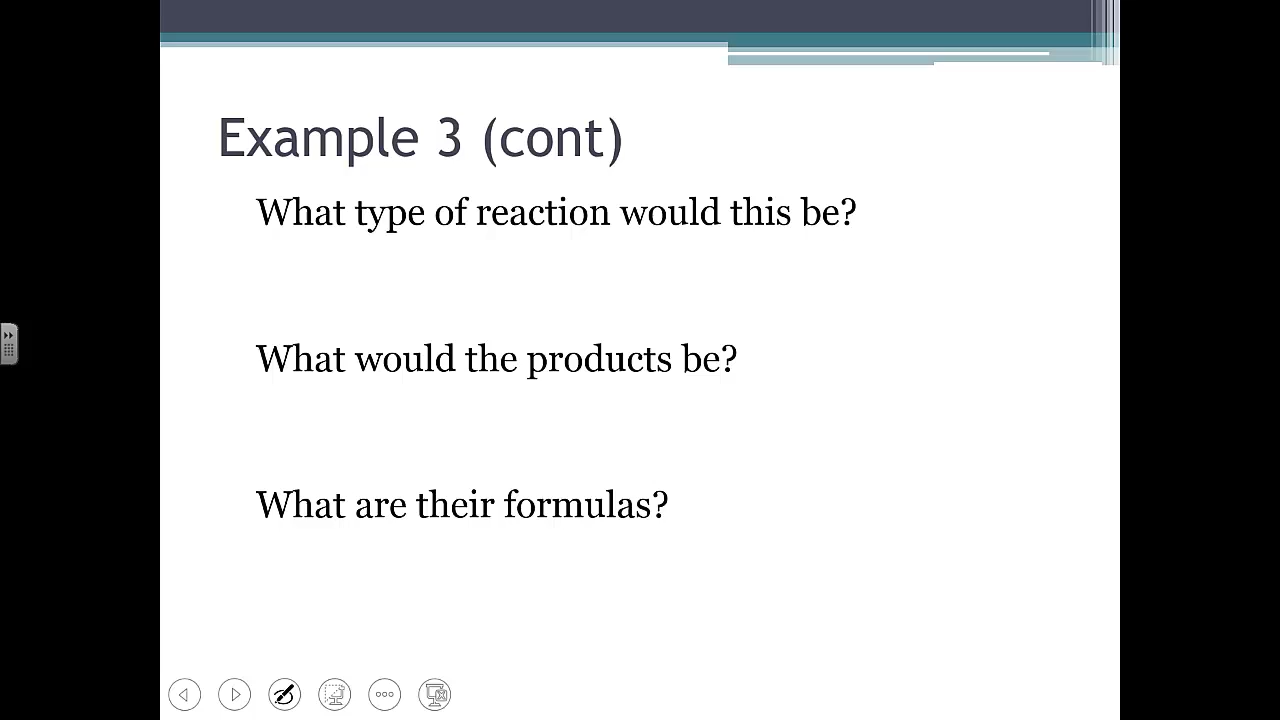 Example 3 (cont)
What type of reaction would this be?
What would the products be?
What are their formulas?